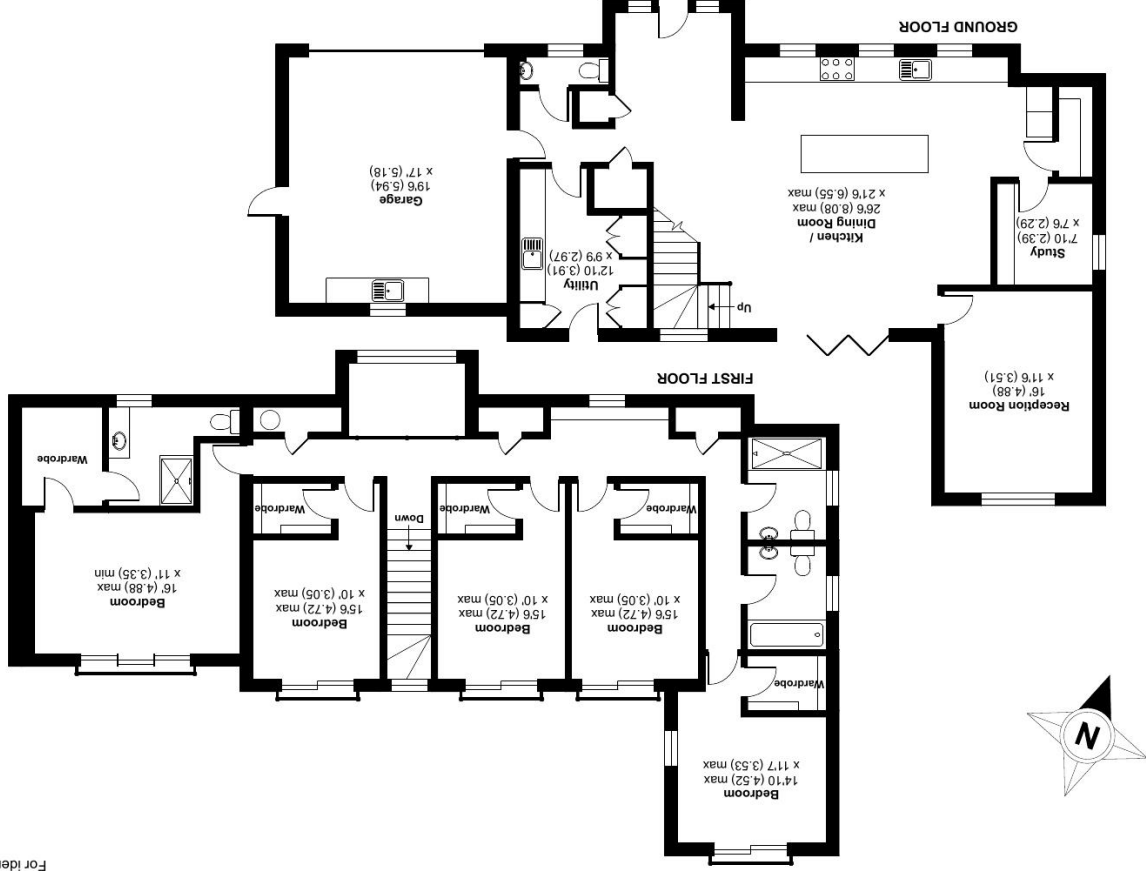 For
Bedroom
14'10 (4.52) max
x 11'7 (3.53) max
N
Wardrobe
Bedroom
15'6 (4.72) max
x 10' (3.05) max
Bedroom
15'6 (4.72) max
x 10' (3.05) max
Bedroom
15'6 (4.72) max
x 10' (3.05) max
Bedroom
16' (4.88) max
x 11' (3.35) min
Down
Wardrobe
Wardrobe
Wardrobe
Wardrobe
FIRST FLOOR
Reception Room
16' (4.88)
x 11'6 (3.51)
Up
Study
7'10 (2.39)
x 7'6 (2.29)
Kitchen /
Dining Room
26'6 (8.08) max
x 21'6 (6.55) max
Utility
12'10 (3.91)
x 9'9 (2.97)
Garage
19'6 (5.94)
x 17' (5.18)
GROUND FLOOR